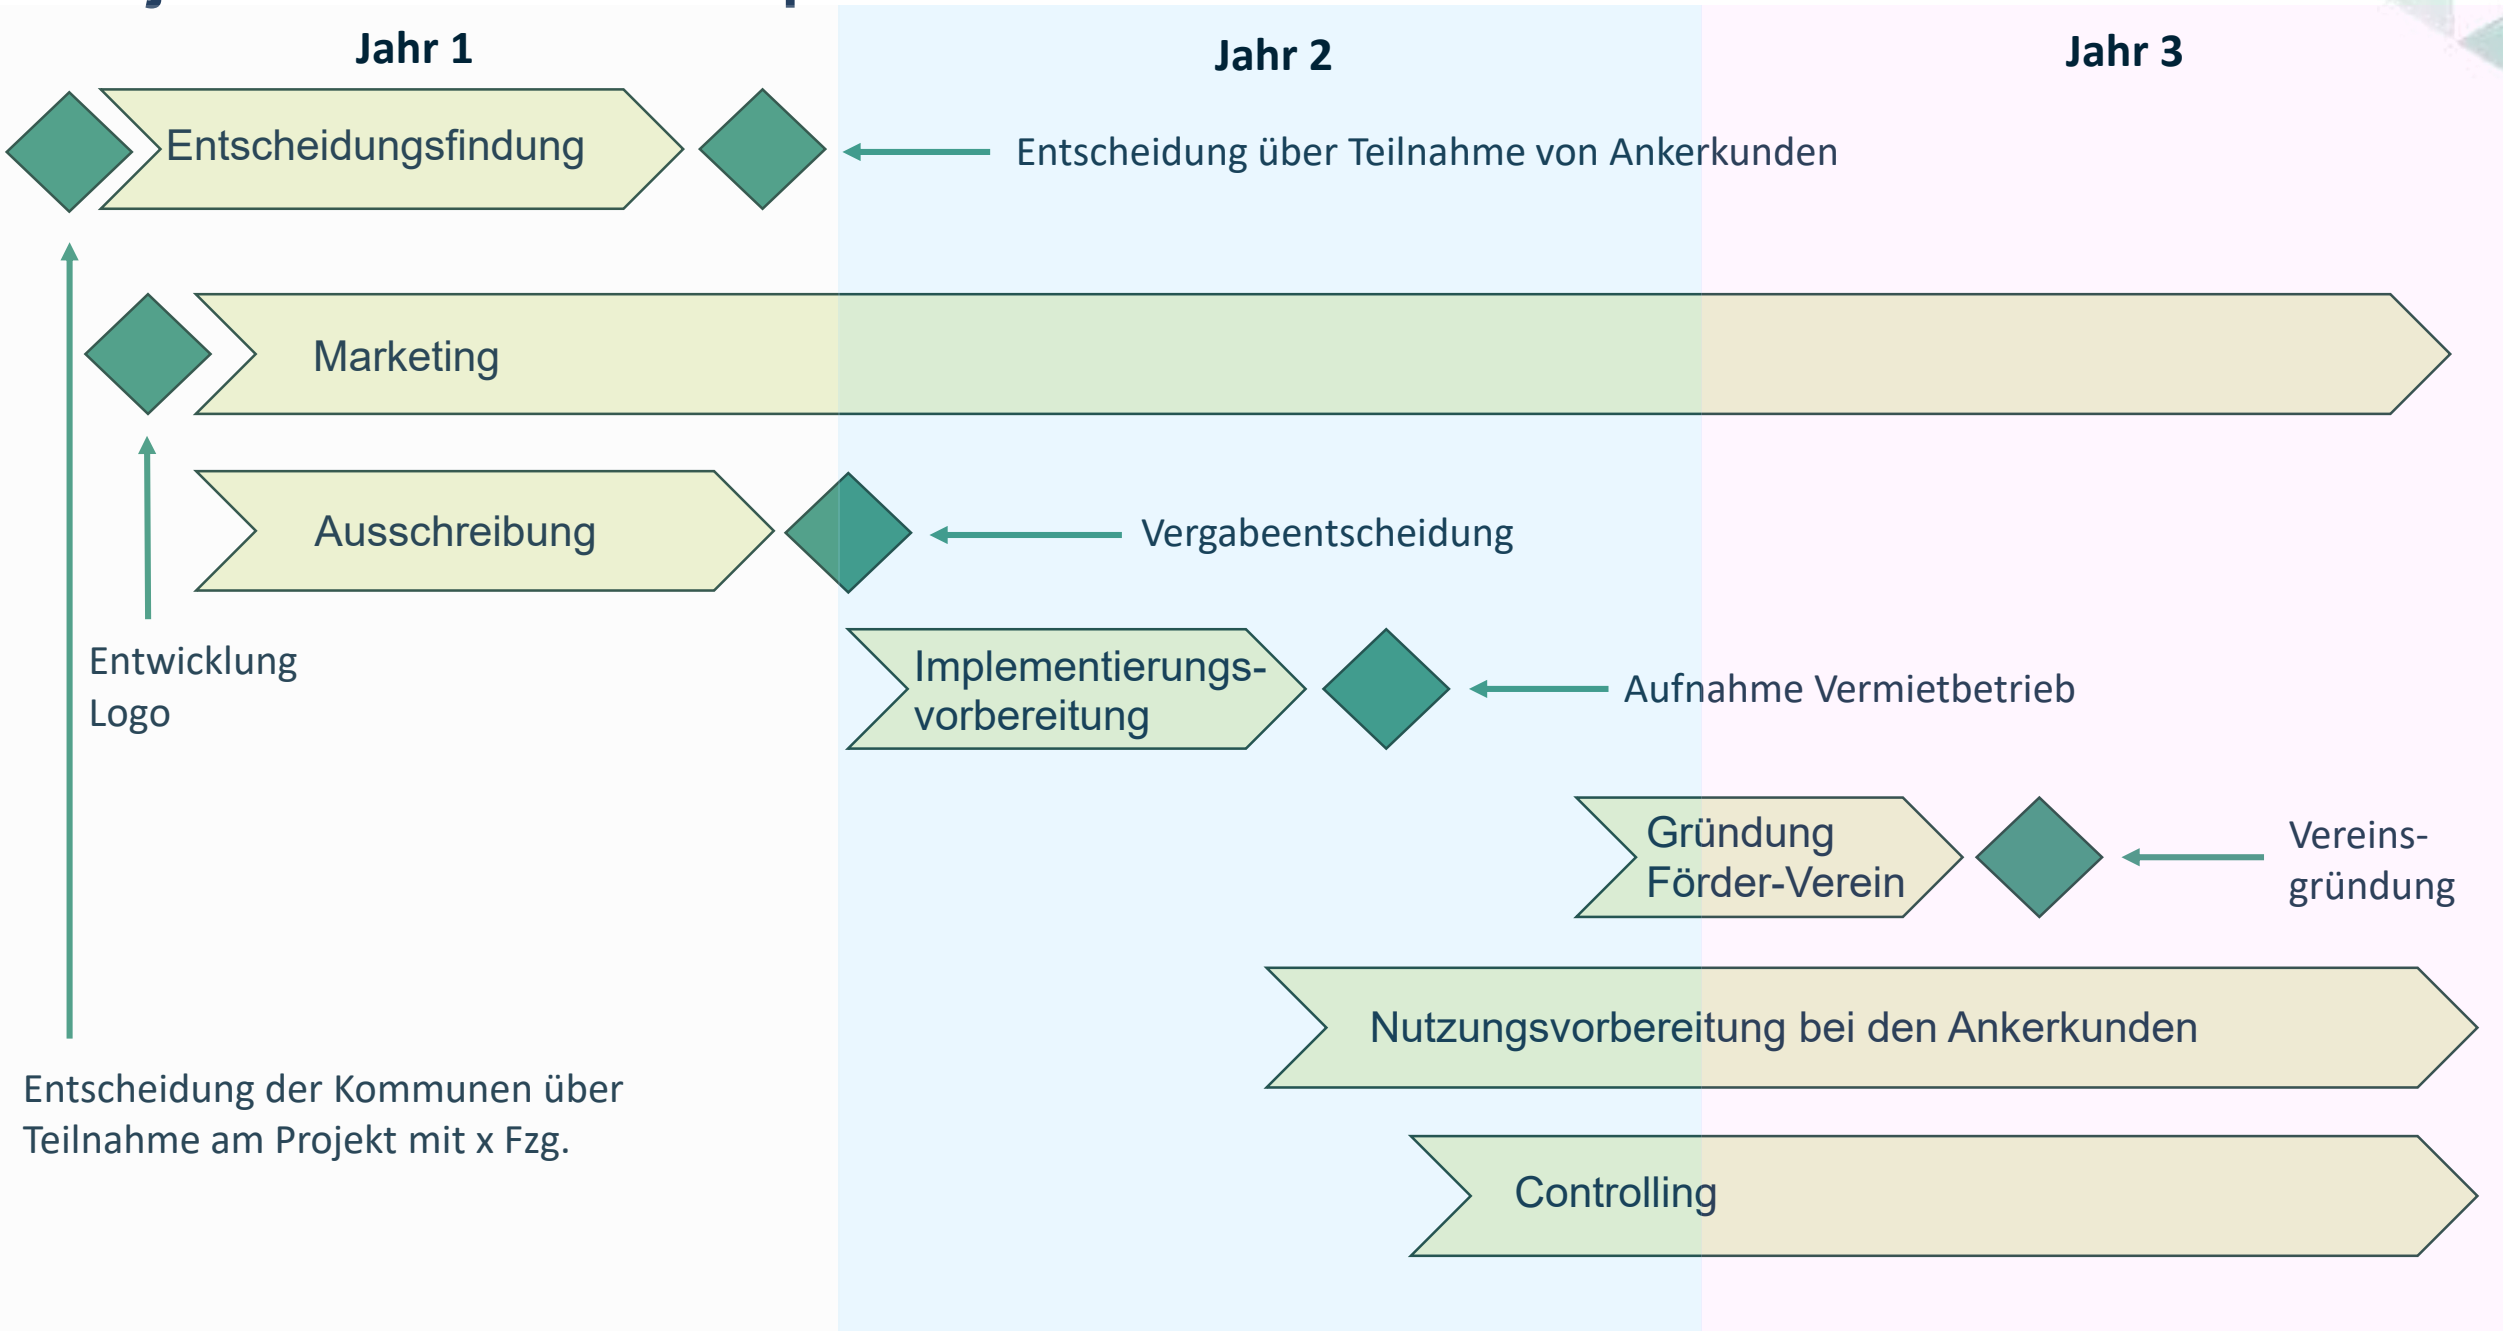 Jahr 1
Jahr 2
Jahr 3
Entscheidungsfindung
Entscheidung über Teilnahme von Ankerkunden
Marketing
Ausschreibung
Vergabeentscheidung
Entwicklung
Logo
Implementierungs-
vorbereitung
Aufnahme Vermietbetrieb
Gründung
Förder-Verein
Vereins-
gründung
Nutzungsvorbereitung bei den Ankerkunden
Entscheidung der Kommunen über
Teilnahme am Projekt mit x Fzg.
Controlling